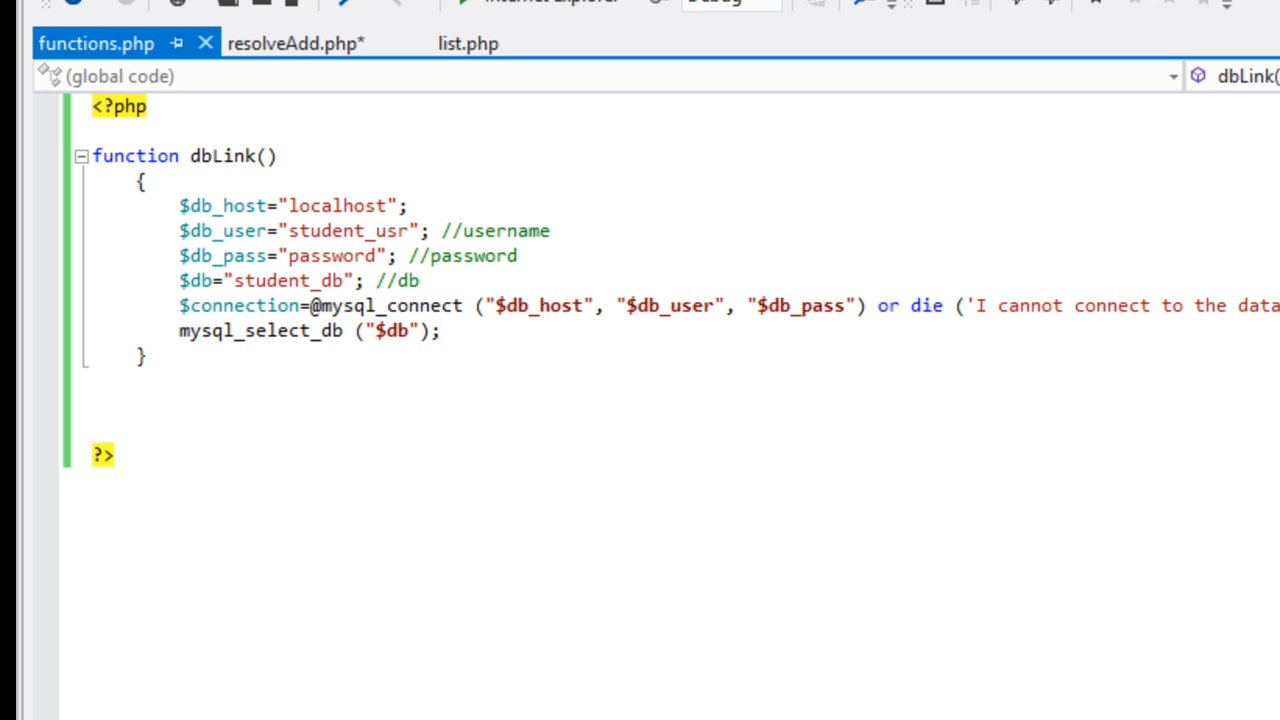 functions.php resolveAdd.php* list.php
(global code) dbLink(
<?php
function dbLink()
{
$db_host="localhost";
$db_user="student_usr"; //username
$db_pass="password"; //password
$db="student_db"; //db
$connection=@mysql_connect ("$db_host", "$db_user", "$db_pass") or die ('I cannot connect to the data
mysql_select_db ("$db");
}
?>